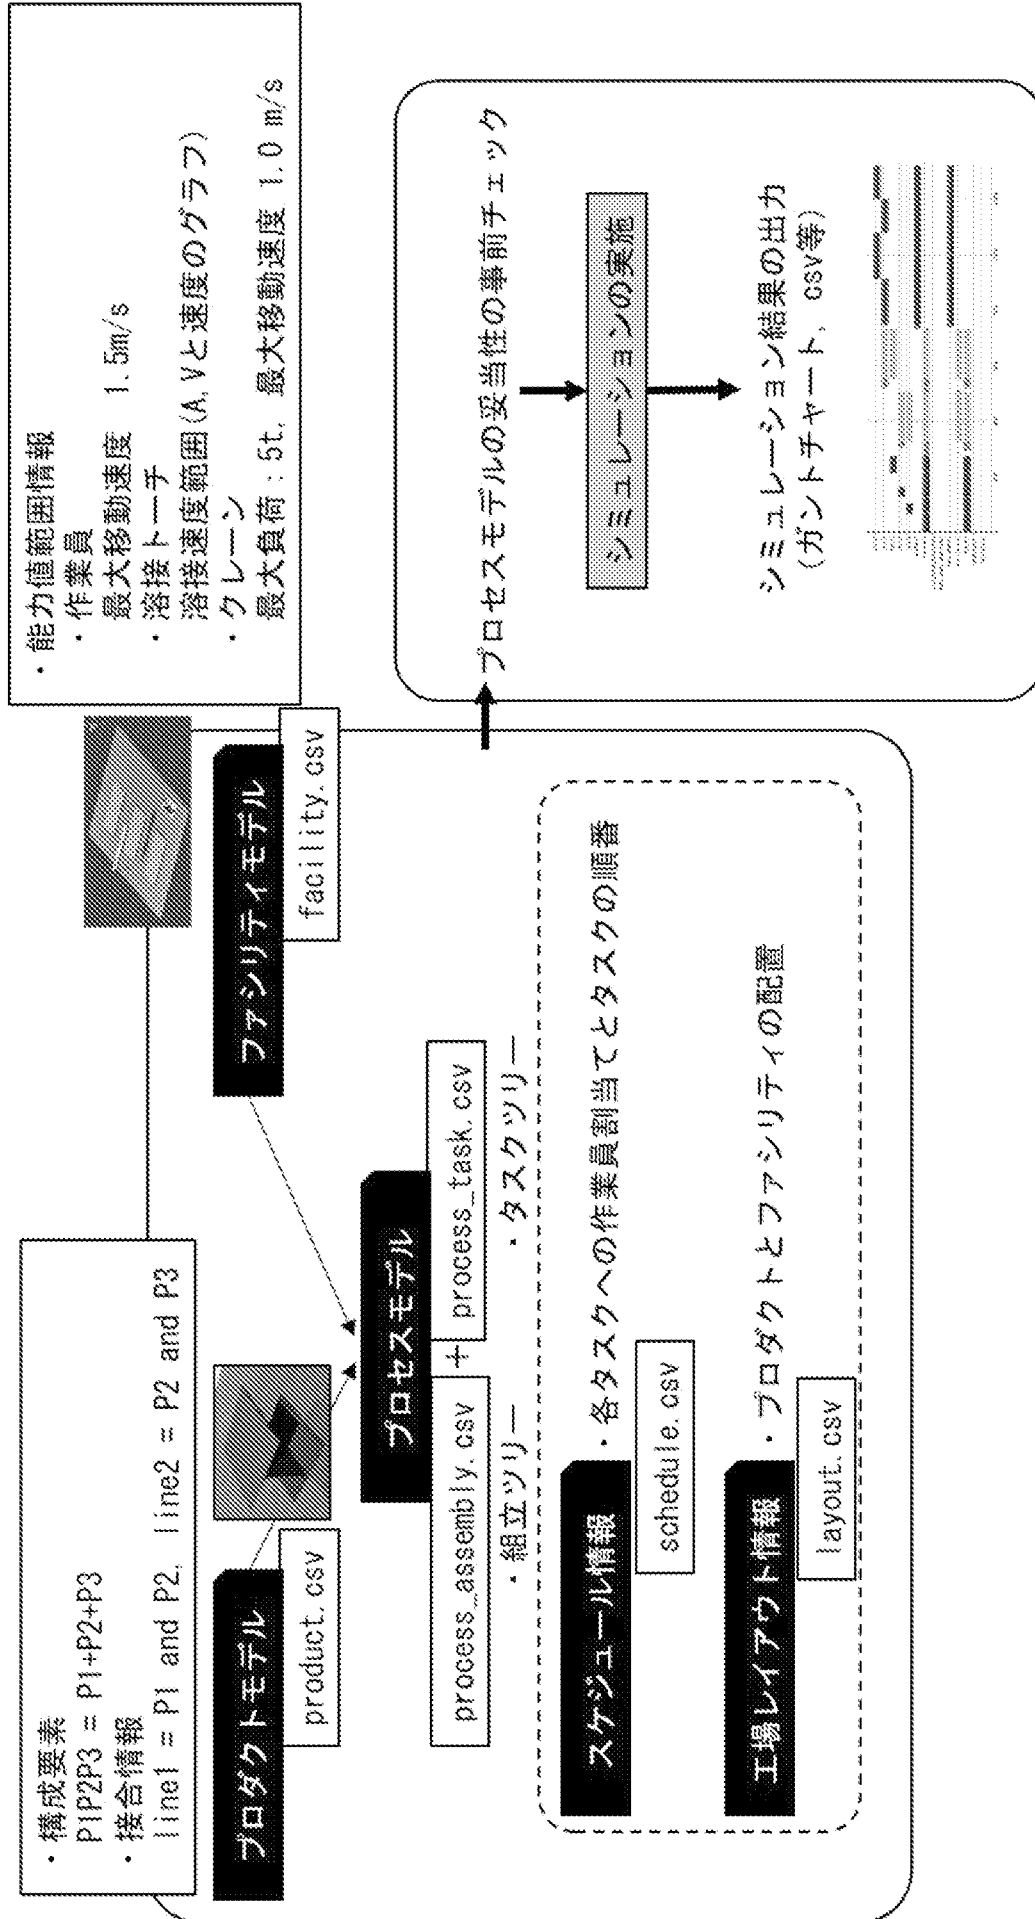 ・構成要素
P1P2P3 = P1+P2+P3
・接合情報
line1 = P1 and P2, line2 = P2 and P3
・能力値範囲情報
・作業員
最大移動速度 1.5m/s
・溶接トーチ
溶接速度範囲(A,Vと速度のグラフ)
・クレーン
最大負荷:5t, 最大移動速度 1.0 m/s
プロダクトモデル
product.csv
ファシリティモデル
facility.csv
プロセスモデル
process_assembly.csv + process_task.csv
・組立ツリー ・タスクツリー
スケジュール情報 ・各タスクへの作業員割当てとタスクの順番
schedule.csv
工場レイアウト情報 ・プロダクトとファシリティの配置
layout.csv
プロセスモデルの妥当性の事前チェック
シミュレーションの実施
シミュレーション結果の出力
(ガントチャート, csv等)